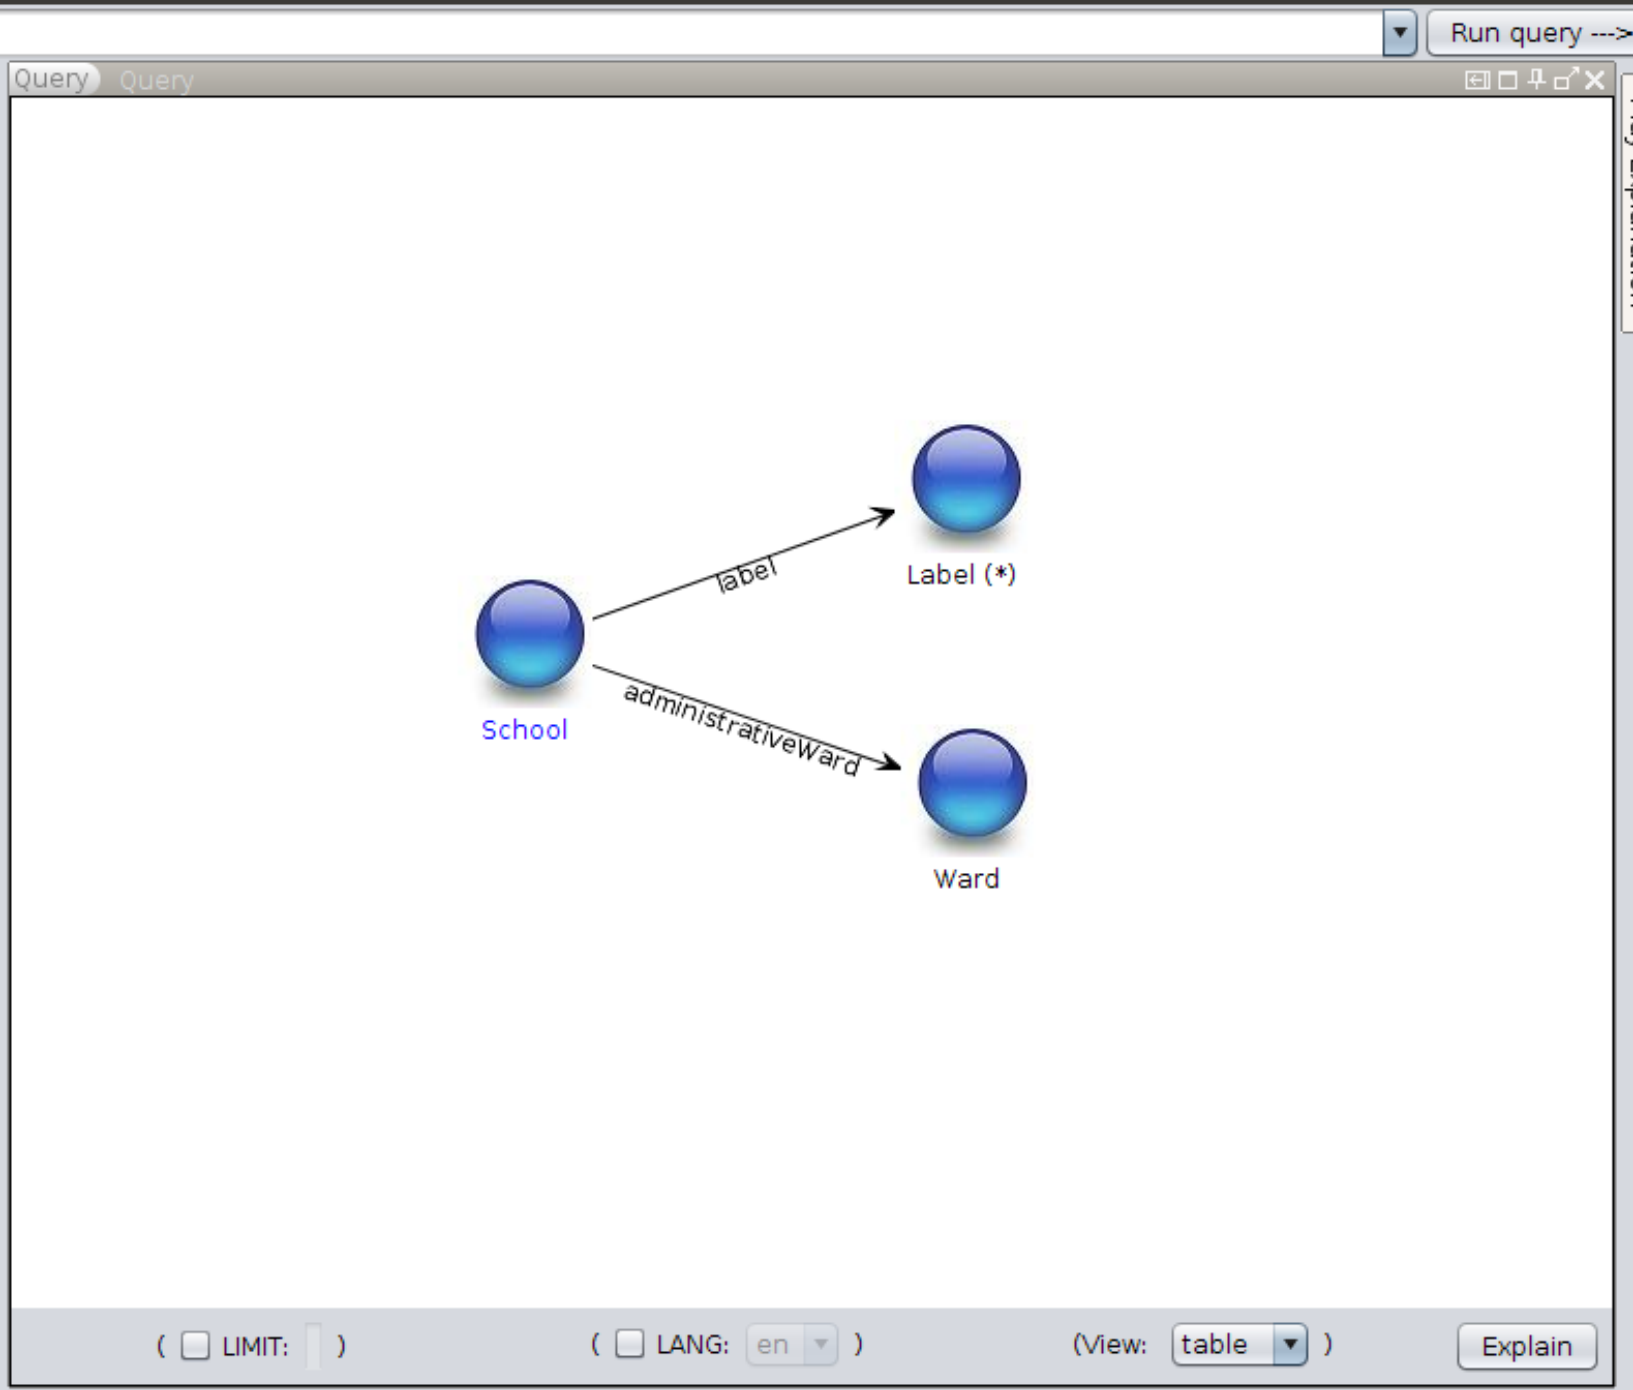 Run query --->
Query Query
label
Label (*)
School
administrativeWard
Ward
( LIMIT: ) ( LANG: en ) (View: table ) Explain